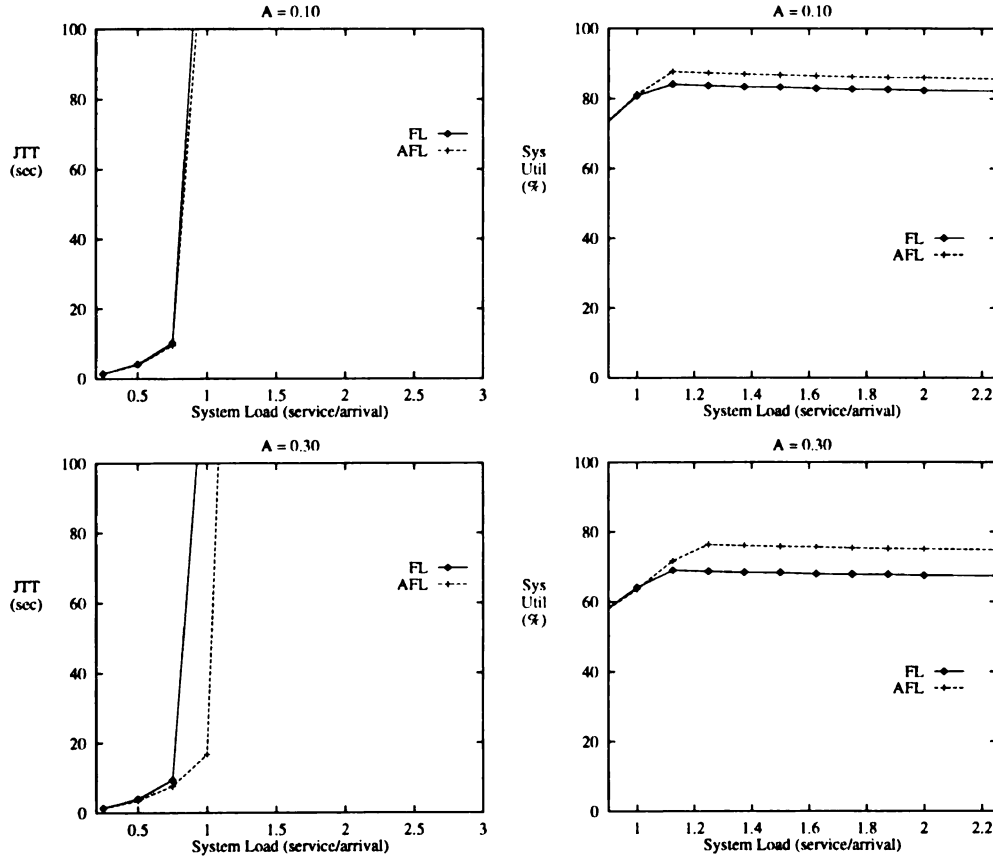 A = 0.10
100
80
60
40
20
0
JTT
(sec)
FL
AFL
0.5 1 1.5 2 2.5 3
System Load (service/arrival)
A = 0.10
100
80
60
40
20
0
Sys
Util
(%)
FL
AFL
1 1.2 1.4 1.6 1.8 2 2.2
System Load (service/arrival)
A = 0.30
100
80
60
40
20
0
JTT
(sec)
FL
AFL
0.5 1 1.5 2 2.5 3
System Load (service/arrival)
A = 0.30
100
80
60
40
20
0
Sys
Util
(%)
FL
AFL
1 1.2 1.4 1.6 1.8 2 2.2
System Load (service/arrival)